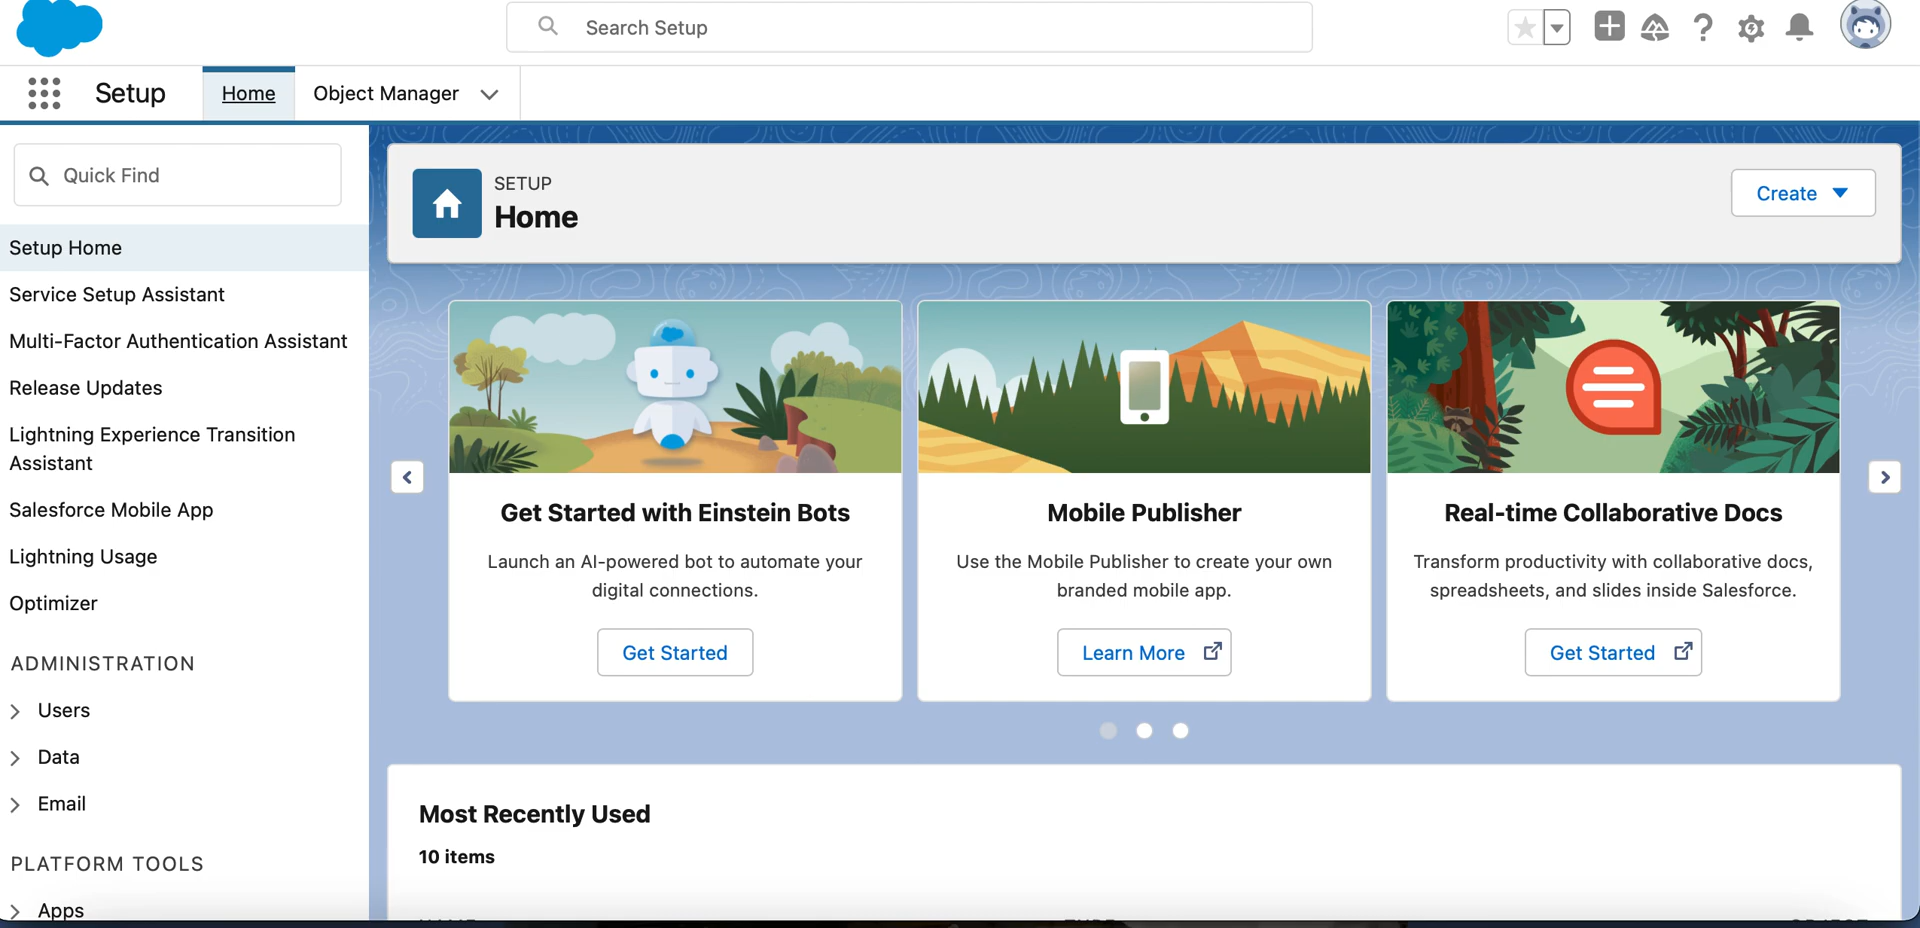 Search Setup
Setup
Home
Object Manager
Quick Find
Setup Home
Service Setup Assistant
Multi-Factor Authentication Assistant
Release Updates
Lightning Experience Transition
Assistant
Salesforce Mobile App
Lightning Usage
Optimizer
ADMINISTRATION
Users
Data
Email
PLATFORM TOOLS
Apps
SETUP
Home
Create
Get Started with Einstein Bots
Launch an AI-powered bot to automate your
digital connections.
Get Started
Mobile Publisher
Use the Mobile Publisher to create your own
branded mobile app.
Learn More
Real-time Collaborative Docs
Transform productivity with collaborative docs,
spreadsheets, and slides inside Salesforce.
Get Started
Most Recently Used
10 items